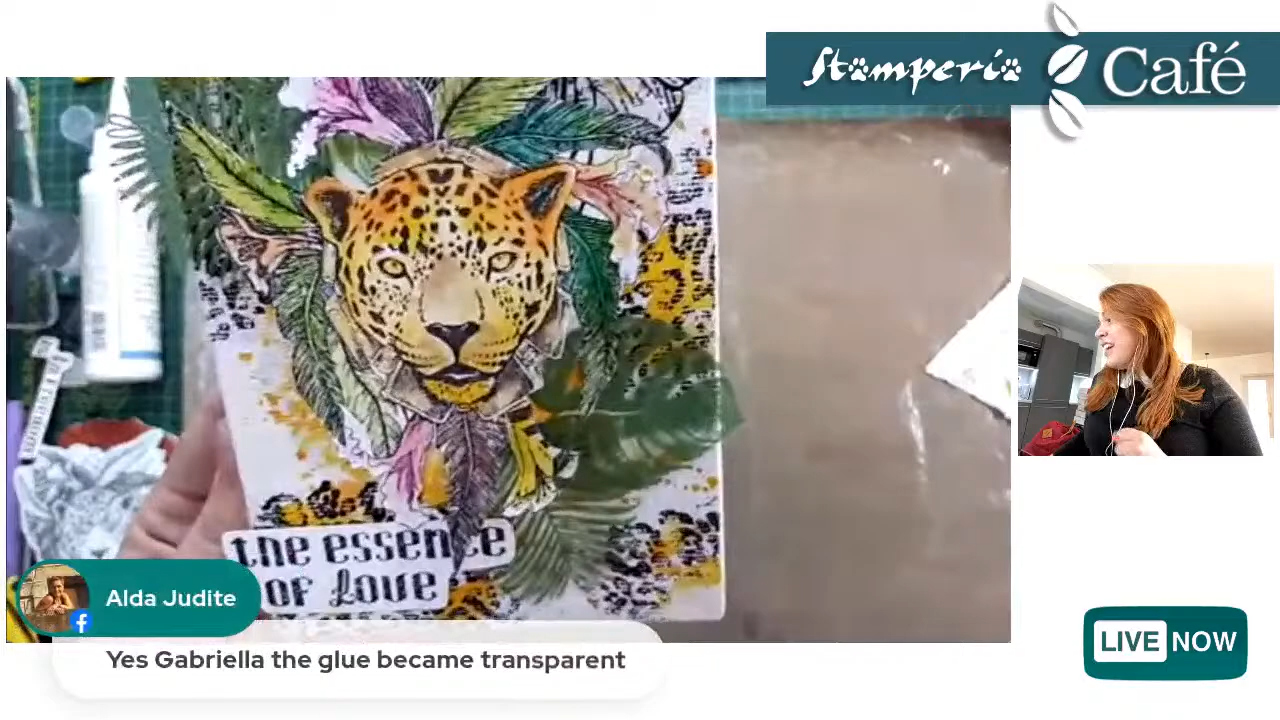 Stamperia Café
the essence
of love
Alda Judite
Yes Gabriella the glue became transparent
LIVE NOW